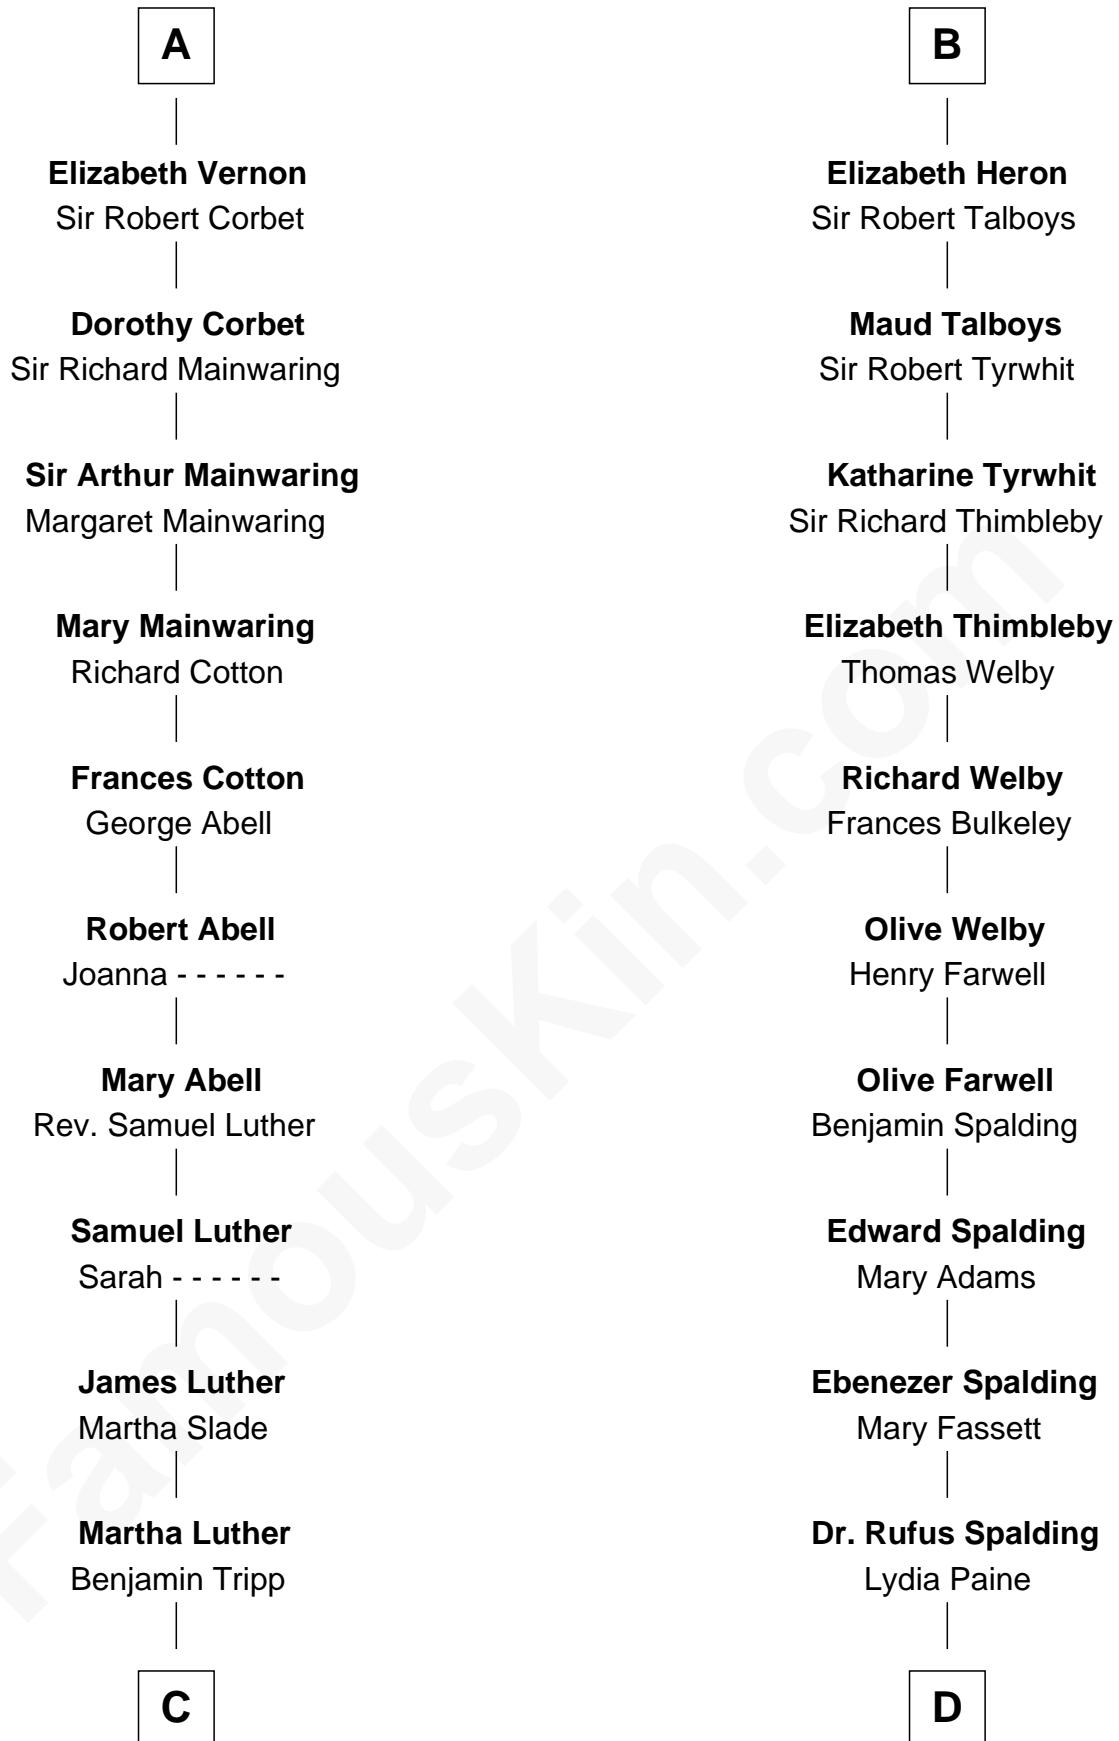 A
Elizabeth Vernon
Sir Robert Corbet
Dorothy Corbet
Sir Richard Mainwaring
Sir Arthur Mainwaring
Margaret Mainwaring
Mary Mainwaring
Richard Cotton
Frances Cotton
George Abell
Robert Abell
Joanna - - - - - -
Mary Abell
Rev. Samuel Luther
Samuel Luther
Sarah - - - - - -
James Luther
Martha Slade
Martha Luther
Benjamin Tripp
C
B
Elizabeth Heron
Sir Robert Talboys
Maud Talboys
Sir Robert Tyrwhit
Katharine Tyrwhit
Sir Richard Thimbleby
Elizabeth Thimbleby
Thomas Welby
Richard Welby
Frances Bulkeley
Olive Welby
Henry Farwell
Olive Farwell
Benjamin Spalding
Edward Spalding
Mary Adams
Ebenezer Spalding
Mary Fassett
Dr. Rufus Spalding
Lydia Paine
D
FamousKin.com